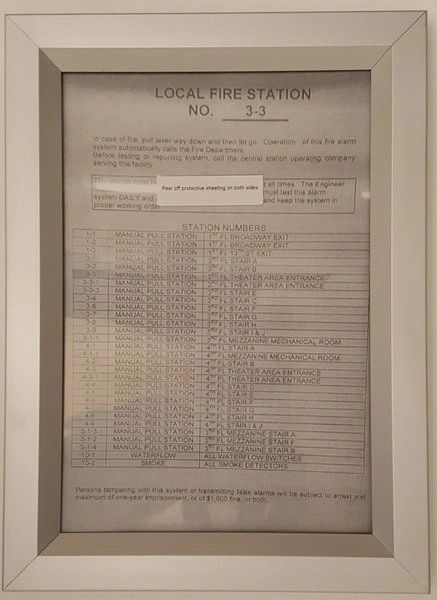 LOCAL FIRE STATION
NO. 3-3
In case of fire, pull lever way down and then let go. Operation of this fire alarm
system automatically calls the Fire Department.
Before testing or reporting system, call the central station operating company
serving this facility
This station must b
all times. The Engineer,
Peel off protective sheeting on both sides
must test this alarm
system DAILY and
and keep the system in
proper working order
STATION NUMBERS
1-1 MANUAL PULL STATION 1ST FL BROADWAY EXIT
1-2 MANUAL PULL STATION 1ST FL BROADWAY EXIT
1-3 MANUAL PULL STATION 1ST FL 13TH ST EXIT
3-1 MANUAL PULL STATION 3RD FL STAIR A
3-2 MANUAL PULL STATION 3RD FL STAIR B
3-3 MANUAL PULL STATION 3RD FL THEATER AREA ENTRANCE
3-3-1 MANUAL PULL STATION 3RD FL THEATER AREA ENTRANCE
3-3-2 MANUAL PULL STATION 3RD FL STAIR E
3-4 MANUAL PULL STATION 3RD FL STAIR C
3-6 MANUAL PULL STATION 3RD FL STAIR F
3-7 MANUAL PULL STATION 3RD FL STAIR G
3-8 MANUAL PULL STATION 3RD FL STAIR H
3-9 MANUAL PULL STATION 3RD FL STAIR I & J
3-1-1 MANUAL PULL STATION 3RD FL MEZZANINE MECHANICAL ROOM
4-1 MANUAL PULL STATION 4TH FL STAIR A
4-1-1 MANUAL PULL STATION 4TH FL MEZZANINE MECHANICAL ROOM
4-2 MANUAL PULL STATION 4TH FL STAIR B
4-3 MANUAL PULL STATION 4TH FL THEATER AREA ENTRANCE
4-3-1 MANUAL PULL STATION 4TH FL THEATER AREA ENTRANCE
4-4 MANUAL PULL STATION 4TH FL STAIR C
4-5 MANUAL PULL STATION 4TH FL STAIR E
4-6 MANUAL PULL STATION 4TH FL STAIR F
4-7 MANUAL PULL STATION 4TH FL STAIR G
4-8 MANUAL PULL STATION 4TH FL STAIR H
4-9 MANUAL PULL STATION 4TH FL STAIR I & J
3-1-3 MANUAL PULL STATION 3RD FL MEZZANINE STAIR A
3-1-2 MANUAL PULL STATION 3RD FL MEZZANINE STAIR F
3-1-4 MANUAL PULL STATION 3RD FL MEZZANINE STAIR B
10-1 WATERFLOW ALL WATERFLOW SWITCHES
10-2 SMOKE ALL SMOKE DETECTORS
Persons tampering with this system or transmitting false alarms will be subject to arrest and
maximum of one-year imprisonment, or of $1,000 fine, or both.